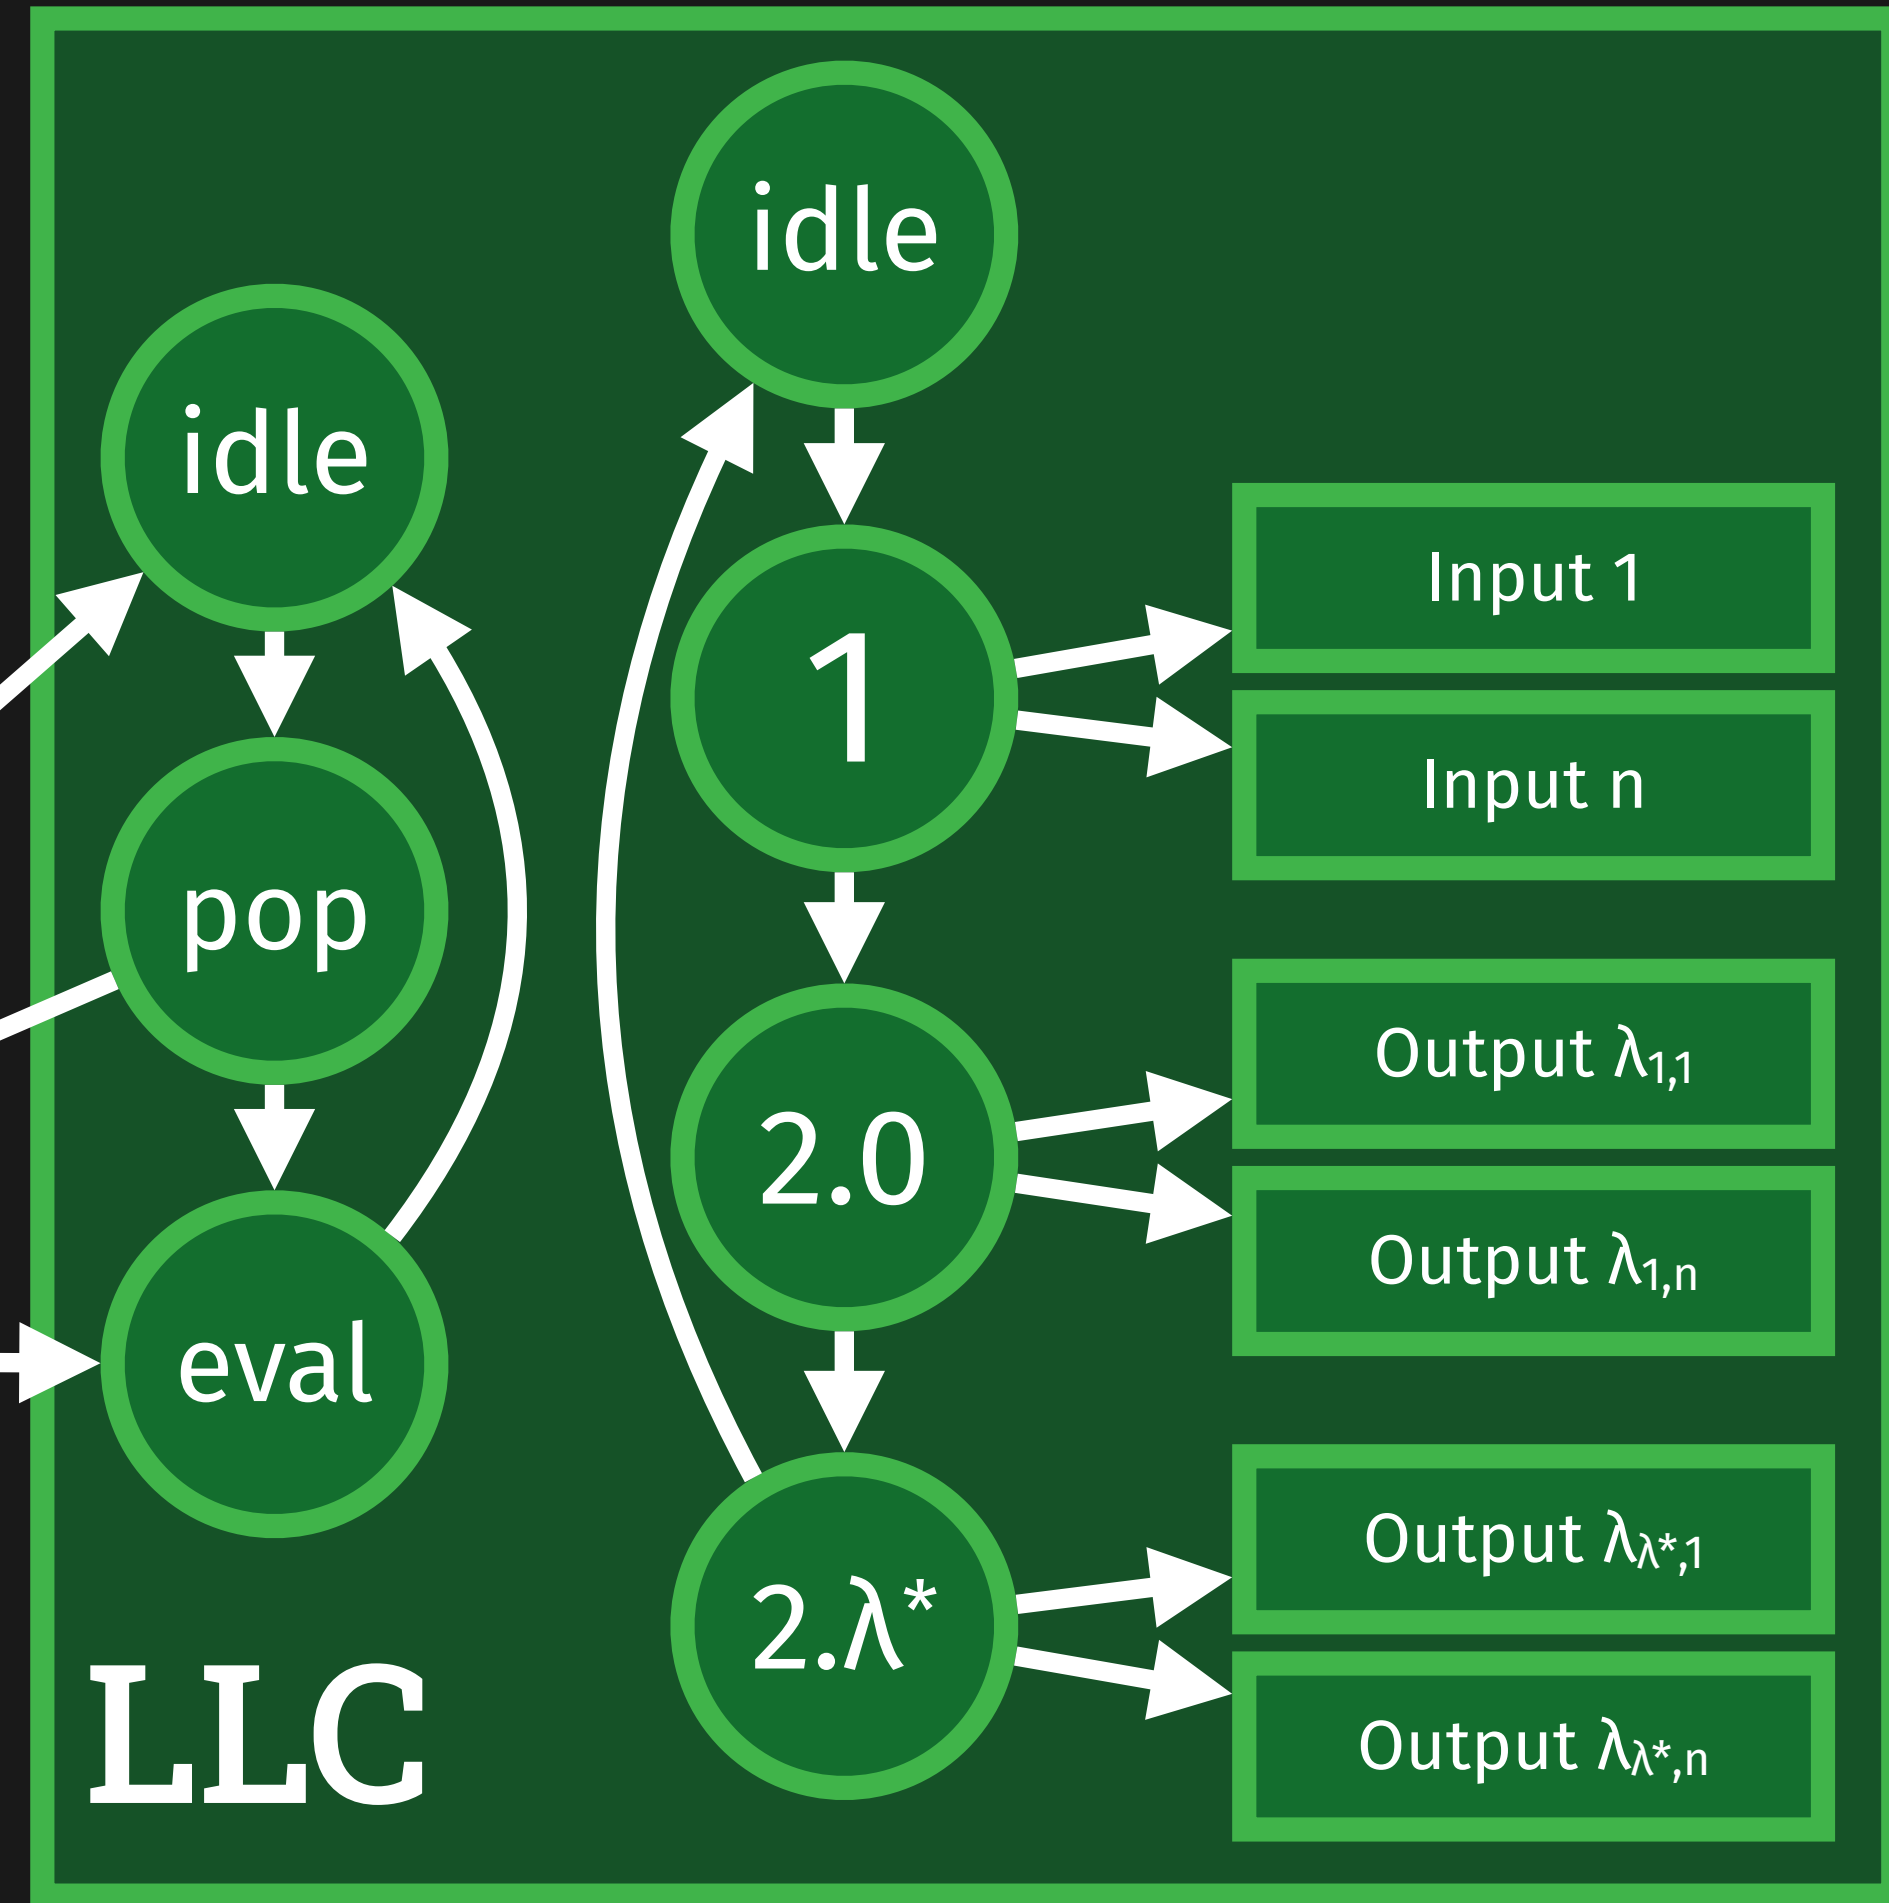 idle
pop
eval
LLC
idle
1
2.0
2.λ*
Input 1
Input n
Output λ1,1
Output λ1,n
Output λλ*,1
Output λλ*,n